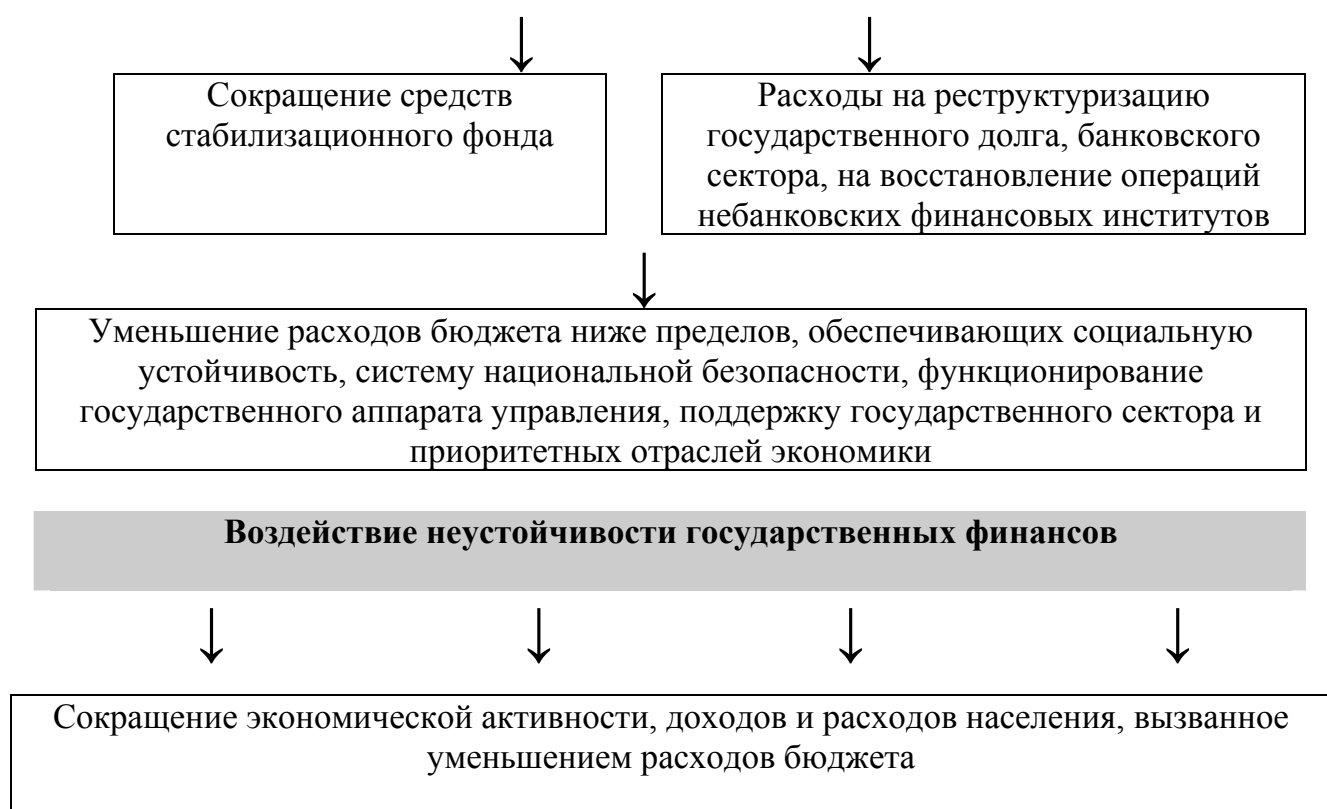 Сокращение средств
стабилизационного фонда
Расходы на реструктуризацию
государственного долга, банковского
сектора, на восстановление операций
небанковских финансовых институтов
Уменьшение расходов бюджета ниже пределов, обеспечивающих социальную
устойчивость, систему национальной безопасности, функционирование
государственного аппарата управления, поддержку государственного сектора и
приоритетных отраслей экономики
Воздействие неустойчивости государственных финансов
Сокращение экономической активности, доходов и расходов населения, вызванное
уменьшением расходов бюджета